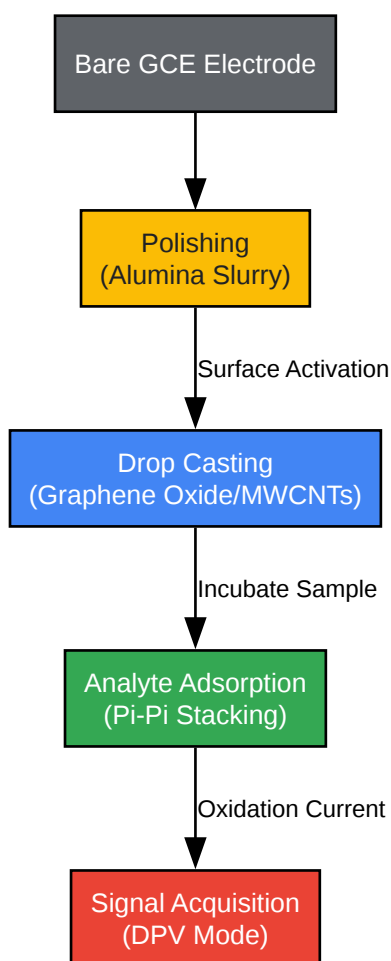 Bare GCE Electrode
Polishing
(Alumina Slurry)
Surface Activation
Drop Casting
(Graphene Oxide/MWCNTs)
Incubate Sample
Analyte Adsorption
(Pi-Pi Stacking)
Oxidation Current
Signal Acquisition
(DPV Mode)